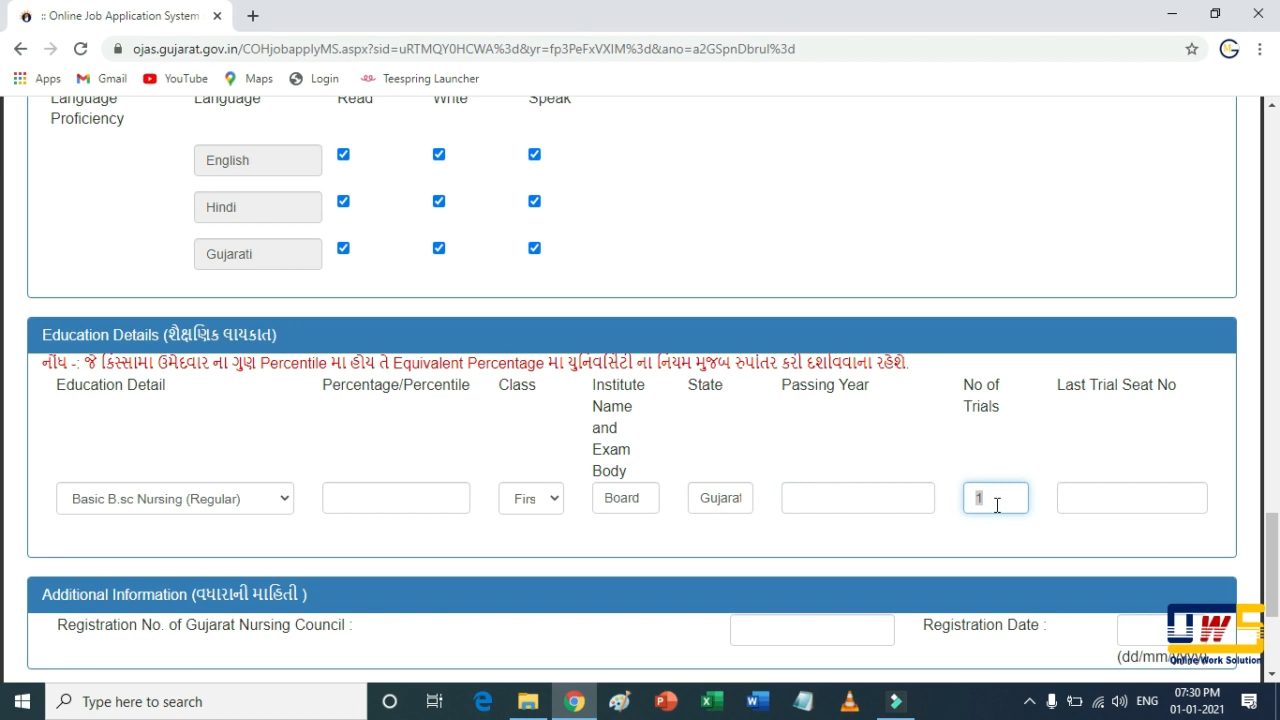 :: Online Job Application System
ojas.gujarat.gov.in/COHjobapplyMS.aspx?sid=uRTMQY0HCWA%3d&yr=fp3PeFxVXIM%3d&ano=a2GSpnDbruI%3d
Apps Gmail YouTube Maps Login Teespring Launcher
Language Language Read Write Speak
Proficiency
English
Hindi
Gujarati
Education Details (શૈક્ષણિક લાયકાત)
નોંધ -: જે કિસ્સામા ઉમેદવાર ના ગુણ Percentile મા હોય તે Equivalent Percentage મા યુનિવર્સિટી ના નિયમ મુજબ રુપાંતર કરી દર્શાવવાના રહેશે.
Education Detail Percentage/Percentile Class Institute State Passing Year No of Last Trial Seat No
Name Trials
and
Exam
Body
Basic B.sc Nursing (Regular) Firs Board Gujarat 1
Additional Information (વધારાની માહિતી )
Registration No. of Gujarat Nursing Council : Registration Date :
(dd/mm/yyyy)
UWS
Online Work Solution
Type here to search
ENG
07:30 PM
01-01-2021